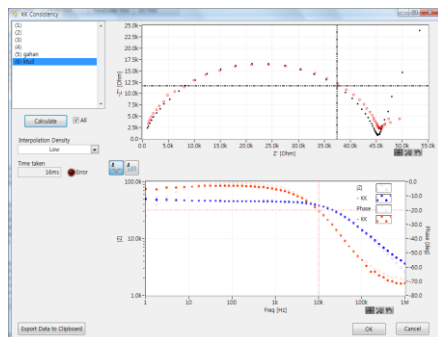 KK Consistency
(1)
(2)
(3)
(4)
(5) gahan
(6) ktu3
Calculate
All
Interpolation Density
Low
Time taken
16ms
Error
-Z'' [Ohm]
25.0k
22.5k
20.0k
17.5k
15.0k
12.5k
10.0k
7.5k
5.0k
2.5k
0.0
0.0 5.0k 10.0k 15.0k 20.0k 25.0k 30.0k 35.0k 40.0k 45.0k 50.0k 55.0k
Z' [Ohm]
100.0k
10.0k
1.0k
|Z|
|Z|
- KK
Phase
- KK
0.0
-10.0
-20.0
-30.0
-40.0
-50.0
-60.0
-70.0
-80.0
Phase [deg]
1 10 100 1k 10k 100k 1M
Freq [Hz]
Export Data to Clipboard
OK
Cancel